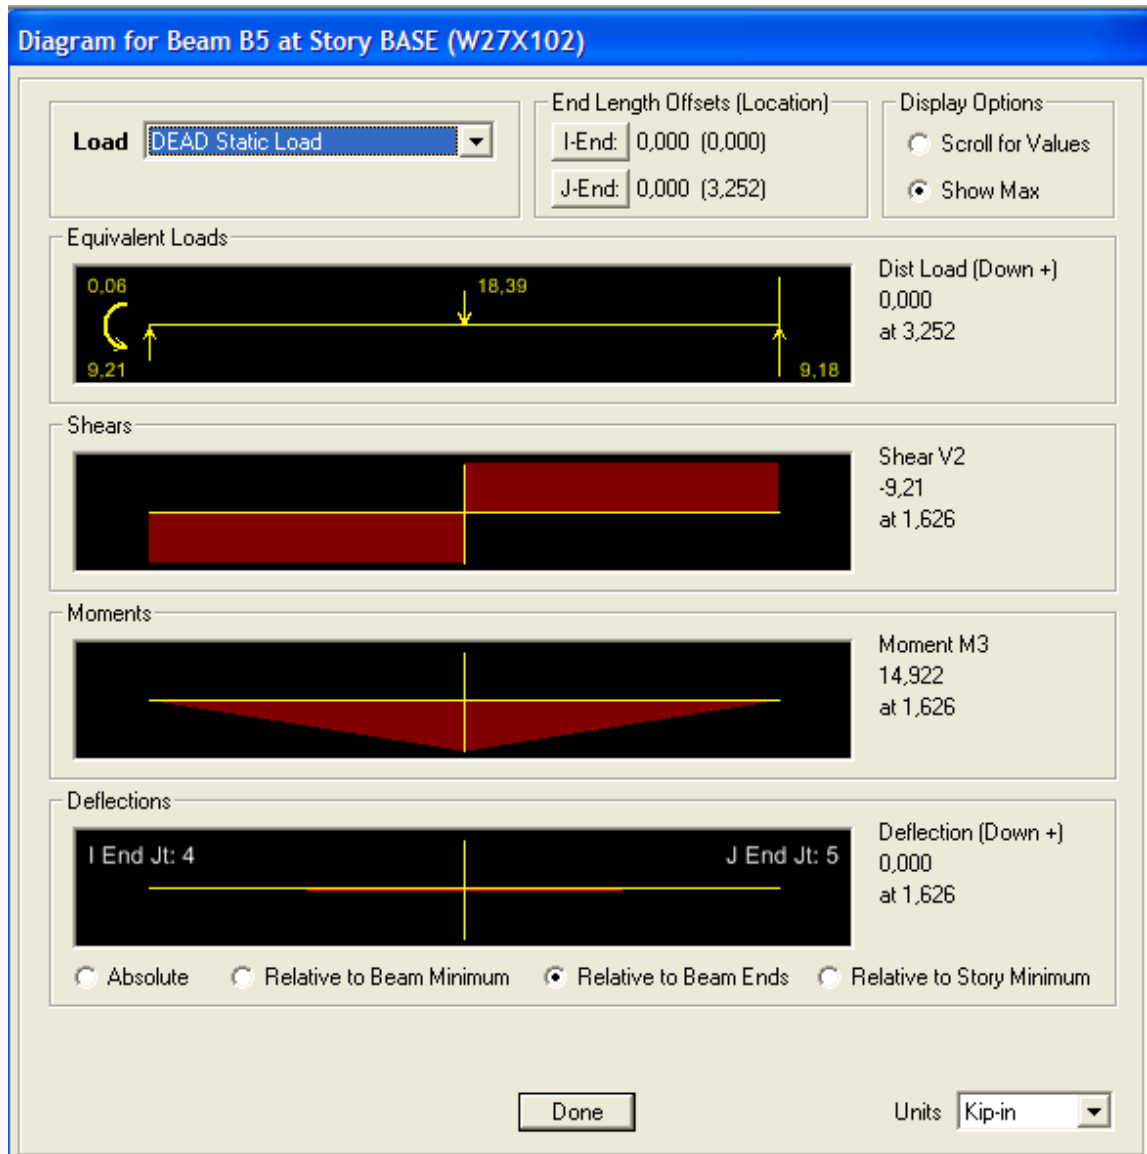 Diagram for Beam B5 at Story BASE (W27X102)
Load DEAD Static Load
End Length Offsets (Location)
I-End: 0,000 (0,000)
J-End: 0,000 (3,252)
Display Options
Scroll for Values
Show Max
Equivalent Loads
0,06 18,39
9,21 9,18
Dist Load (Down +)
0,000
at 3,252
Shears
Shear V2
-9,21
at 1,626
Moments
Moment M3
14,922
at 1,626
Deflections
I End Jt: 4 J End Jt: 5
Deflection (Down +)
0,000
at 1,626
Absolute Relative to Beam Minimum Relative to Beam Ends Relative to Story Minimum
Done Units Kip-in